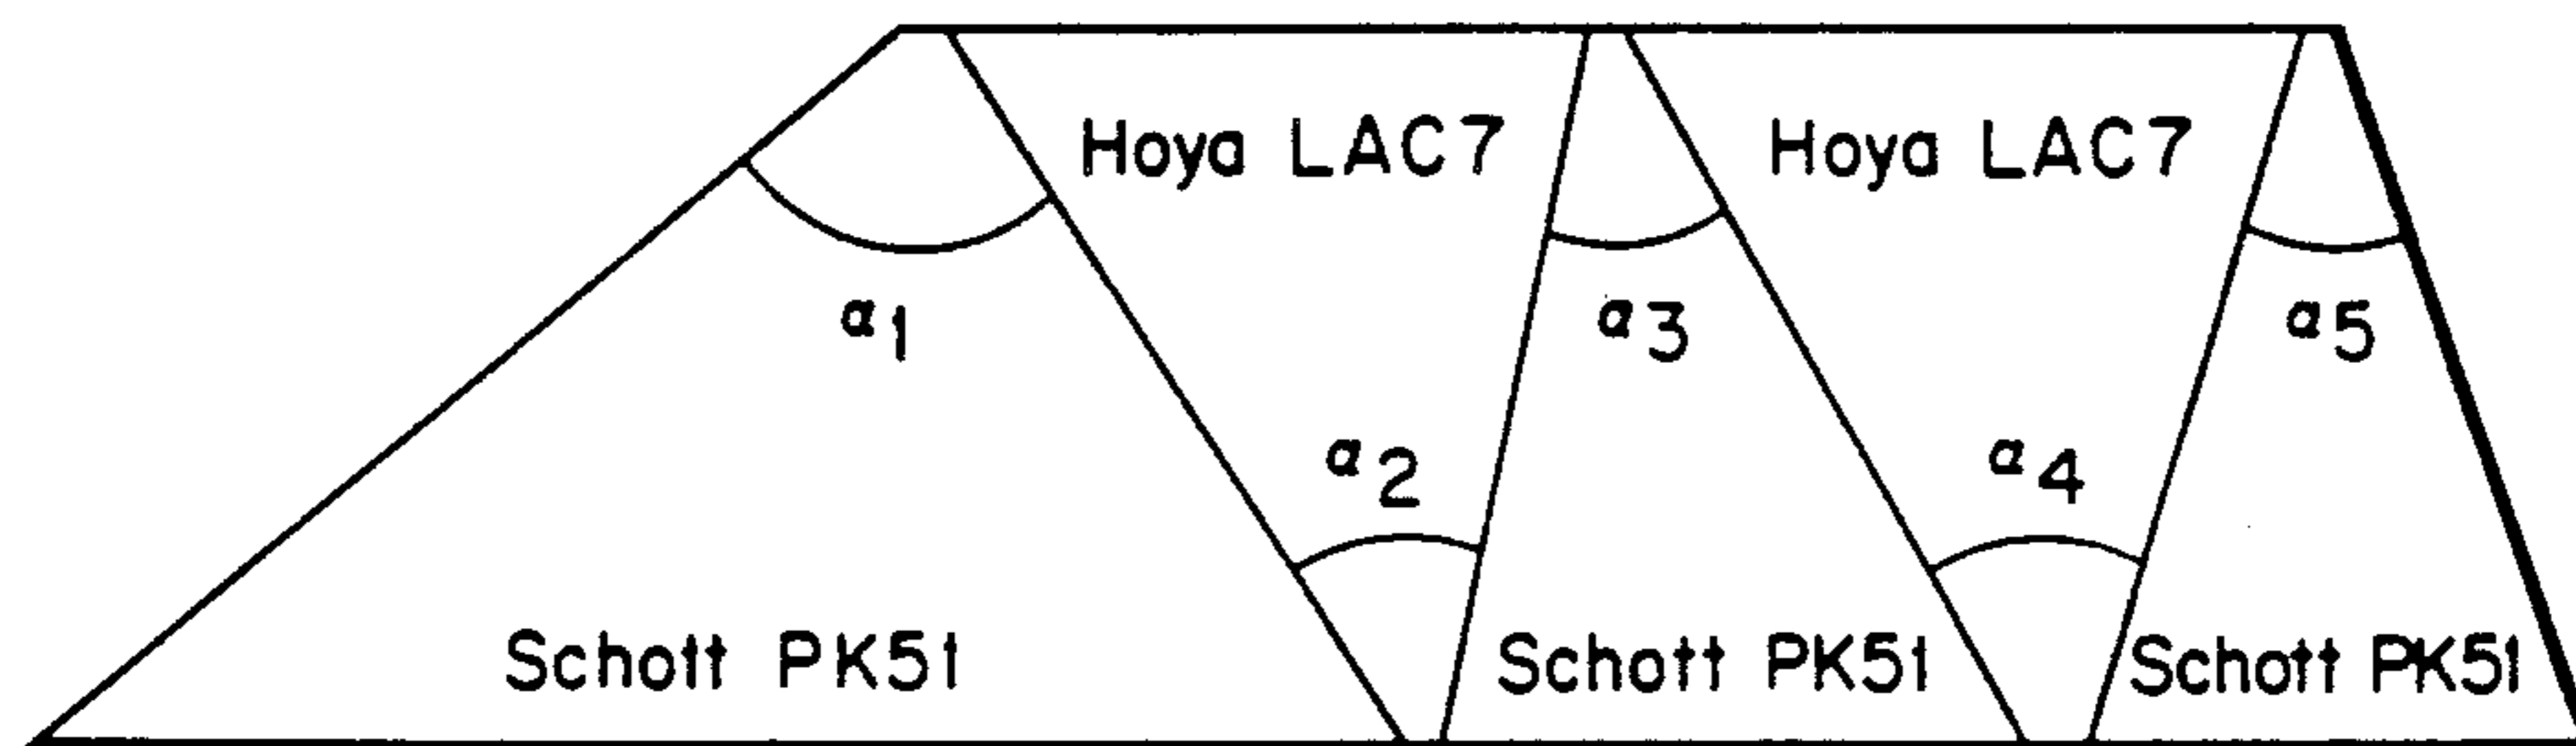 Hoya LAC7
Hoya LAC7
α1
α3
α5
α2
α4
Schott PK51
Schott PK51
Schott PK51